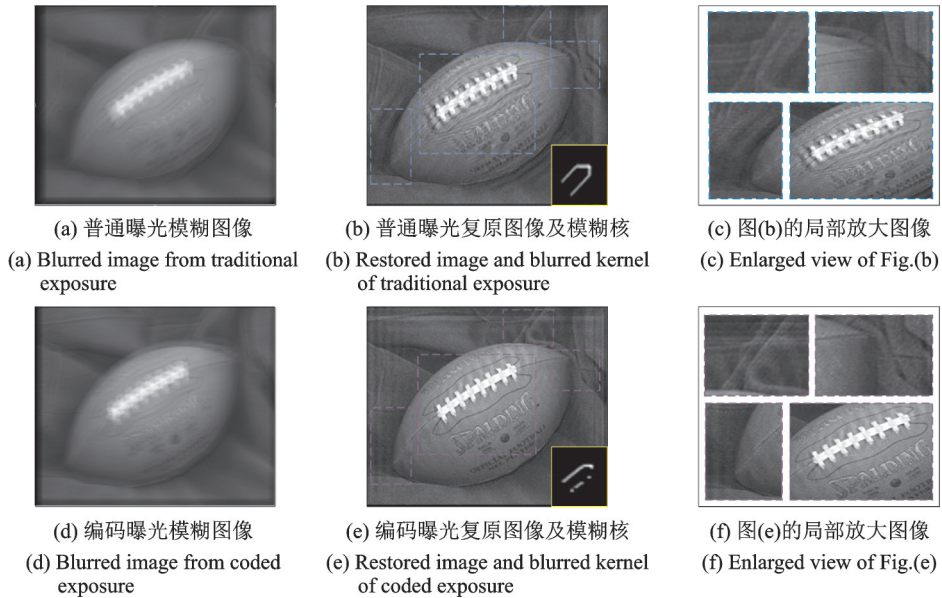 SPALDING
(a) 普通曝光模糊图像
(b) 普通曝光复原图像及模糊核
(c) 图(b)的局部放大图像
(a) Blurred image from traditional
exposure
(b) Restored image and blurred kernel
of traditional exposure
(c) Enlarged view of Fig.(b)
SPALDING
SPALDING
(d) 编码曝光模糊图像
(e) 编码曝光复原图像及模糊核
(f) 图(e)的局部放大图像
(d) Blurred image from coded
exposure
(e) Restored image and blurred kernel
of coded exposure
(f) Enlarged view of Fig.(e)